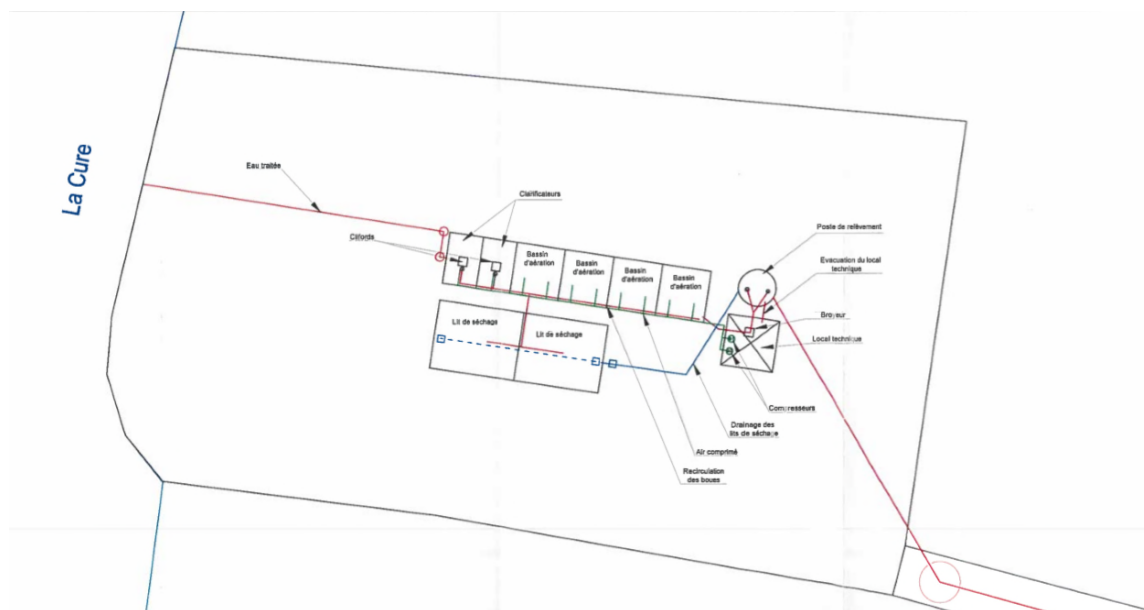 La Cure
Eau traitée
Clarificateurs
Clifords
Bassin
d'aération
Bassin
d'aération
Bassin
d'aération
Bassin
d'aération
Poste de relèvement
Evacuation du local
technique
Broyeur
Local technique
Lit de séchage
Lit de séchage
Compresseurs
Drainage des
lits de séchage
Air comprimé
Recirculation
des boues